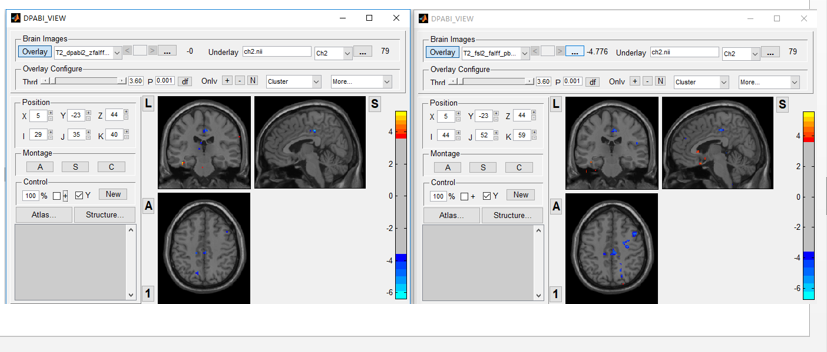 DPABI_VIEW
Brain Images
Overlay T2_dpabi2_zfalff... < > ... -0 Underlay ch2.nii Ch2 ... 79
Overlay Configure
Thrd 3.60 P 0.001 df Only + - N Cluster More...
Position
X 5 Y -23 Z 44
I 29 J 35 K 40
Montage
A S C
Control
100 % + Y New
Atlas... Structure...
L
S
A
1
4
2
0
-2
-4
-6
DPABI_VIEW
Brain Images
Overlay T2_fsl2_falff_pb... < > ... -4.776 Underlay ch2.nii Ch2 ... 79
Overlay Configure
Thrd 3.60 P 0.001 df Only + - N Cluster More...
Position
X 5 Y -23 Z 44
I 44 J 52 K 59
Montage
A S C
Control
100 % + Y New
Atlas... Structure...
L
S
A
1
4
2
0
-2
-4
-6